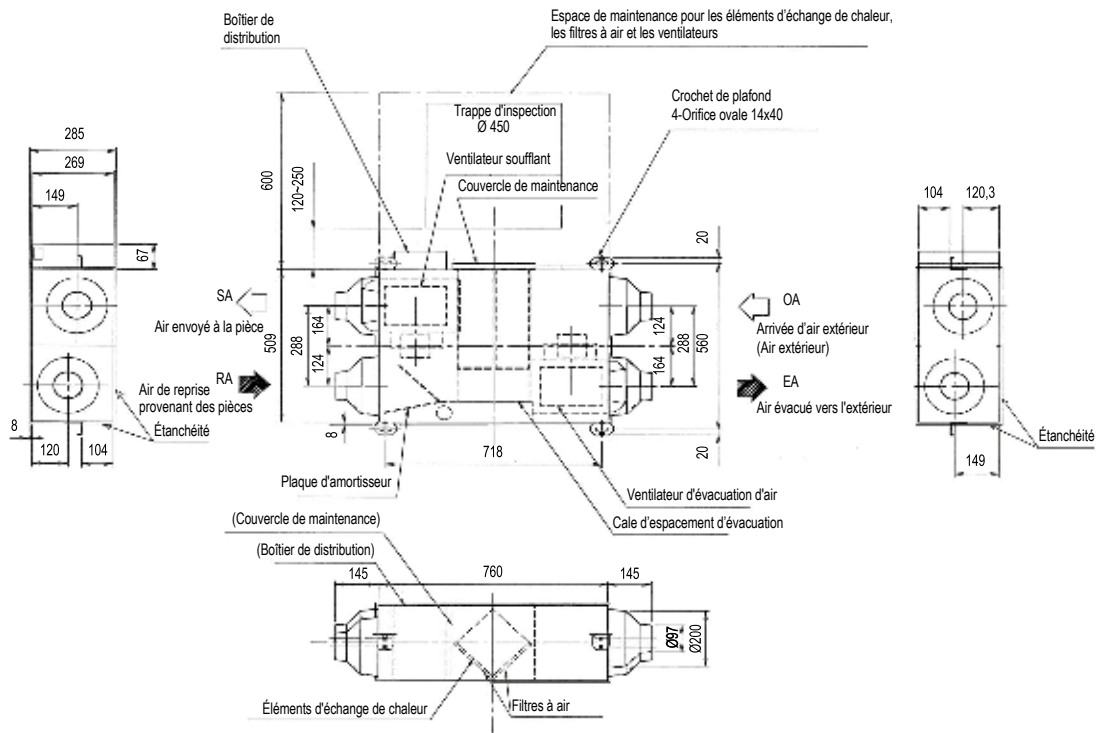 Boîtier de
distribution
Espace de maintenance pour les éléments d'échange de chaleur,
les filtres à air et les ventilateurs
Trappe d'inspection
Ø 450
Crochet de plafond
4-Orifice ovale 14x40
Ventilateur soufflant
Couvercle de maintenance
285
269
149
67
600
120~250
104
120,3
20
SA
Air envoyé à la pièce
OA
Arrivée d'air extérieur
(Air extérieur)
509
288
164
124
124
164
288
560
RA
Air de reprise
provenant des pièces
EA
Air évacué vers l'extérieur
Étanchéité
Étanchéité
8
120
104
8
718
20
149
Plaque d'amortisseur
Ventilateur d'évacuation d'air
Cale d'espacement d'évacuation
(Couvercle de maintenance)
(Boîtier de distribution)
145
760
145
Ø97
Ø200
Éléments d'échange de chaleur
Filtres à air